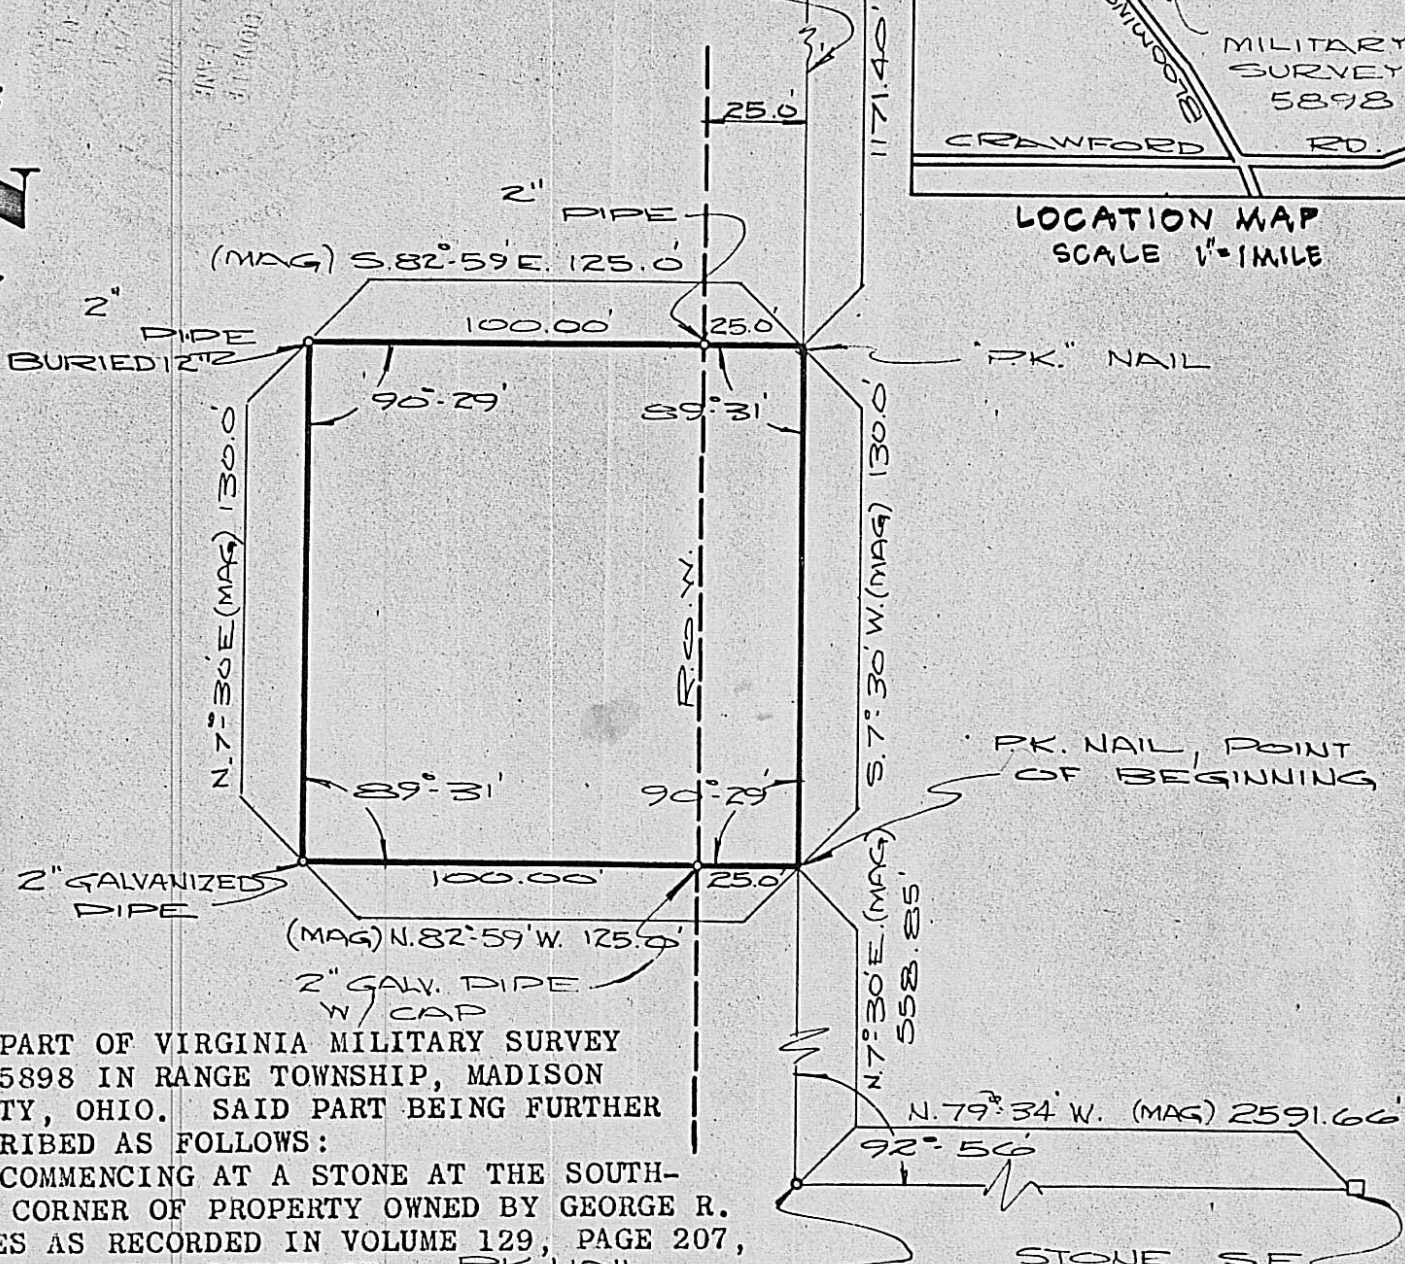 1171.40'
BLOOMIN
MILITARY
SURVEY
5898
CRAWFORD RD.
LOCATION MAP
SCALE 1"=1 MILE
25.0'
2"
PIPE
(MAG) S.82°-59'E. 125.0'
2"
PIPE
BURIED 12"±
100.00' 25.0'
"P.K." NAIL
90°-29' 89°-31'
N.7°-30'E.(MAG) 130.0'
R.O.W.
S.7°-30'W.(MAG) 130.0'
P.K. NAIL, POINT
OF BEGINNING
89°-31' 90°-29'
2" GALVANIZED
PIPE
100.00' 25.0'
(MAG) N.82°-59'W. 125.0'
2" GALV. PIPE
W/ CAP
N.7°-30'E.(MAG)
558.85'
N.79°-34'W. (MAG) 2591.66'
92°-56'
PART OF VIRGINIA MILITARY SURVEY
5898 IN RANGE TOWNSHIP, MADISON
TY, OHIO. SAID PART BEING FURTHER
RIBED AS FOLLOWS:
COMMENCING AT A STONE AT THE SOUTH-
CORNER OF PROPERTY OWNED BY GEORGE R.
ES AS RECORDED IN VOLUME 129, PAGE 207,
STONE S.E.